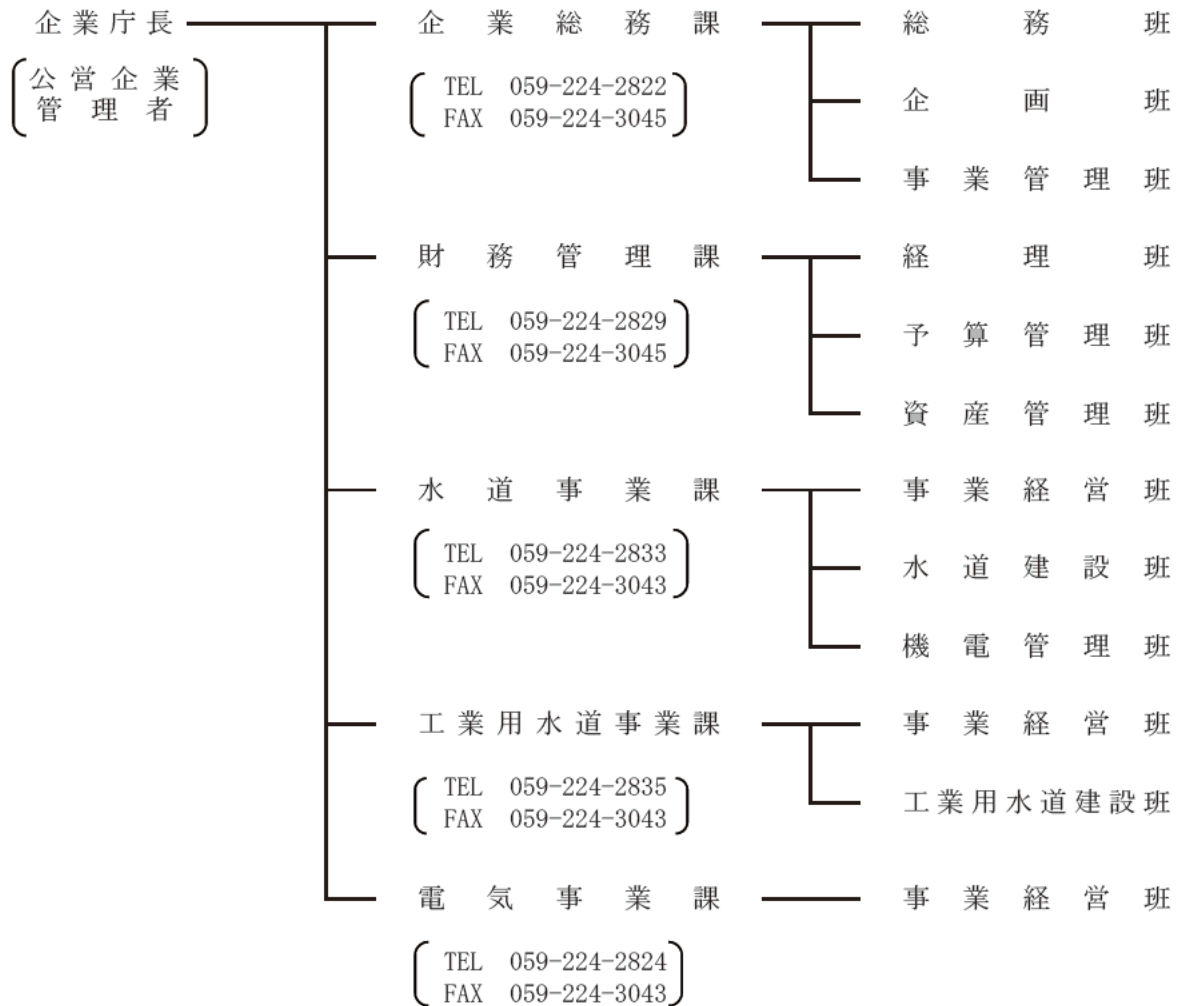 企業庁長 企業総務課 総務班
公営企業
管理者
TEL 059-224-2822
FAX 059-224-3045
企画班
事業管理班
財務管理課 経理班
TEL 059-224-2829
FAX 059-224-3045
予算管理班
資産管理班
水道事業課 事業経営班
TEL 059-224-2833
FAX 059-224-3043
水道建設班
機電管理班
工業用水道事業課 事業経営班
TEL 059-224-2835
FAX 059-224-3043
工業用水道建設班
電気事業課 事業経営班
TEL 059-224-2824
FAX 059-224-3043